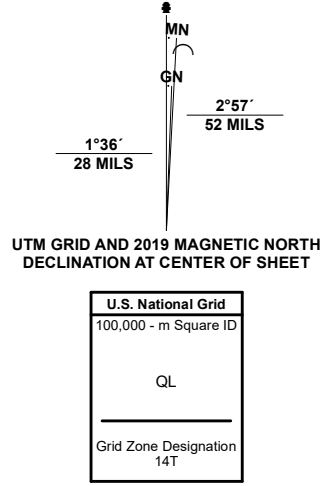 MN
GN
2°57´
52 MILS
1°36´
28 MILS
UTM GRID AND 2019 MAGNETIC NORTH
DECLINATION AT CENTER OF SHEET
U.S. National Grid
100,000 - m Square ID
QL
Grid Zone Designation
14T